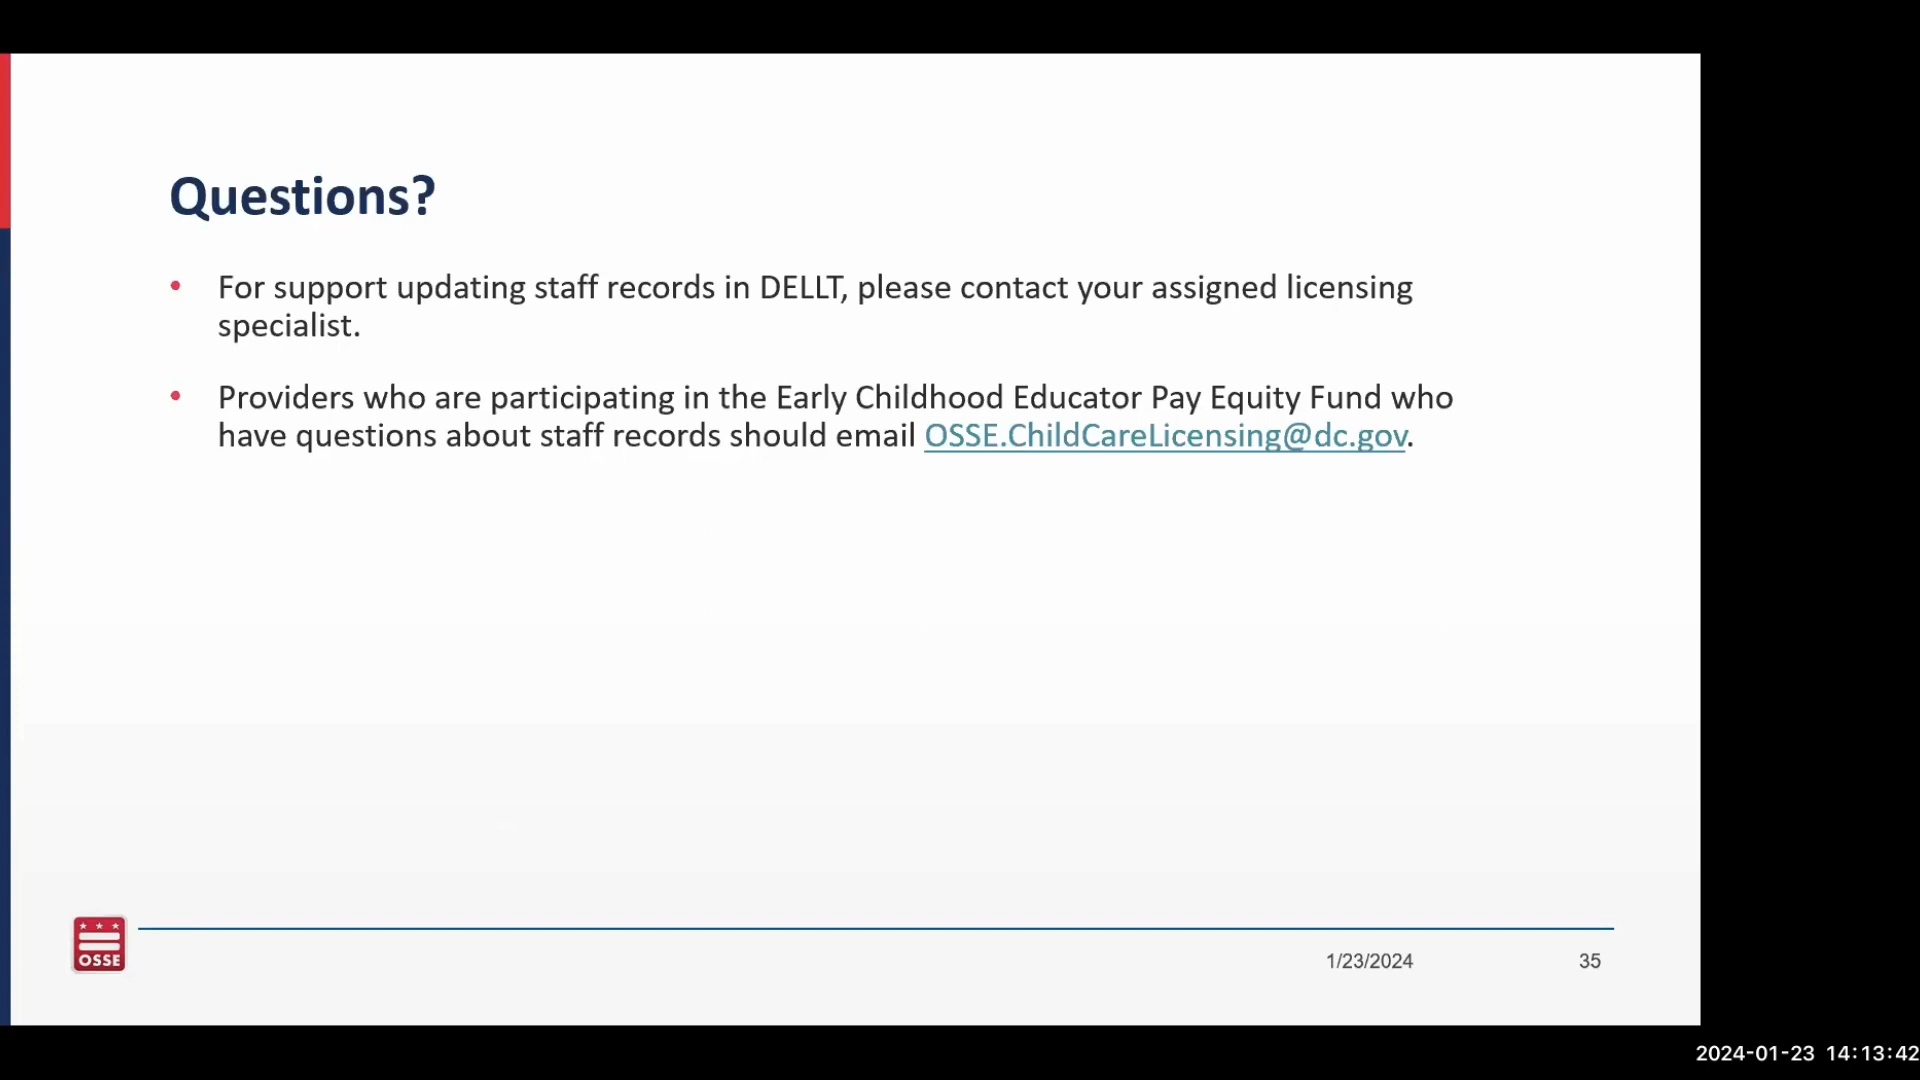 Questions?
• For support updating staff records in DELLT, please contact your assigned licensing
specialist.
• Providers who are participating in the Early Childhood Educator Pay Equity Fund who
have questions about staff records should email OSSE.ChildCareLicensing@dc.gov.
OSSE
1/23/2024
35
2024-01-23 14:13:42